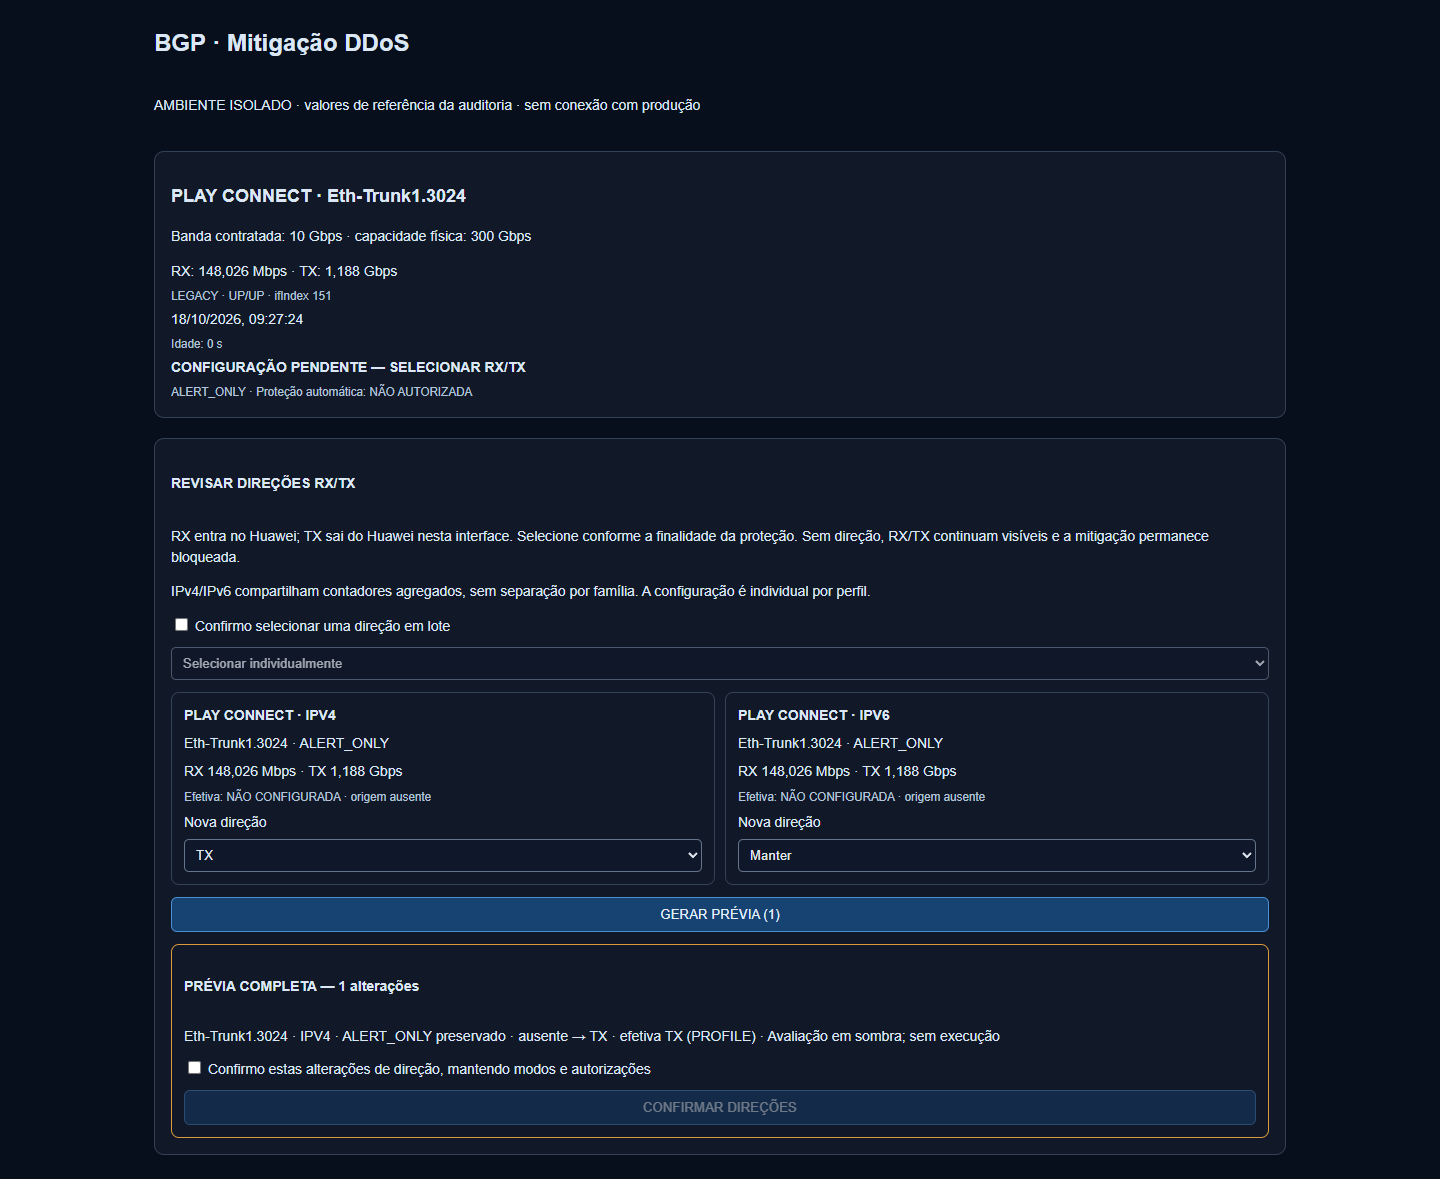 BGP · Mitigação DDoS
AMBIENTE ISOLADO · valores de referência da auditoria · sem conexão com produção
PLAY CONNECT · Eth-Trunk1.3024
Banda contratada: 10 Gbps · capacidade física: 300 Gbps
RX: 148,026 Mbps · TX: 1,188 Gbps
LEGACY · UP/UP · ifIndex 151
18/10/2026, 09:27:24
Idade: 0 s
CONFIGURAÇÃO PENDENTE — SELECIONAR RX/TX
ALERT_ONLY · Proteção automática: NÃO AUTORIZADA
REVISAR DIREÇÕES RX/TX
RX entra no Huawei; TX sai do Huawei nesta interface. Selecione conforme a finalidade da proteção. Sem direção, RX/TX continuam visíveis e a mitigação permanece
bloqueada.
IPv4/IPv6 compartilham contadores agregados, sem separação por família. A configuração é individual por perfil.
Confirmo selecionar uma direção em lote
Selecionar individualmente
PLAY CONNECT · IPV4
Eth-Trunk1.3024 · ALERT_ONLY
RX 148,026 Mbps · TX 1,188 Gbps
Efetiva: NÃO CONFIGURADA · origem ausente
Nova direção
TX
PLAY CONNECT · IPV6
Eth-Trunk1.3024 · ALERT_ONLY
RX 148,026 Mbps · TX 1,188 Gbps
Efetiva: NÃO CONFIGURADA · origem ausente
Nova direção
Manter
GERAR PRÉVIA (1)
PRÉVIA COMPLETA — 1 alterações
Eth-Trunk1.3024 · IPV4 · ALERT_ONLY preservado · ausente → TX · efetiva TX (PROFILE) · Avaliação em sombra; sem execução
Confirmo estas alterações de direção, mantendo modos e autorizações
CONFIRMAR DIREÇÕES